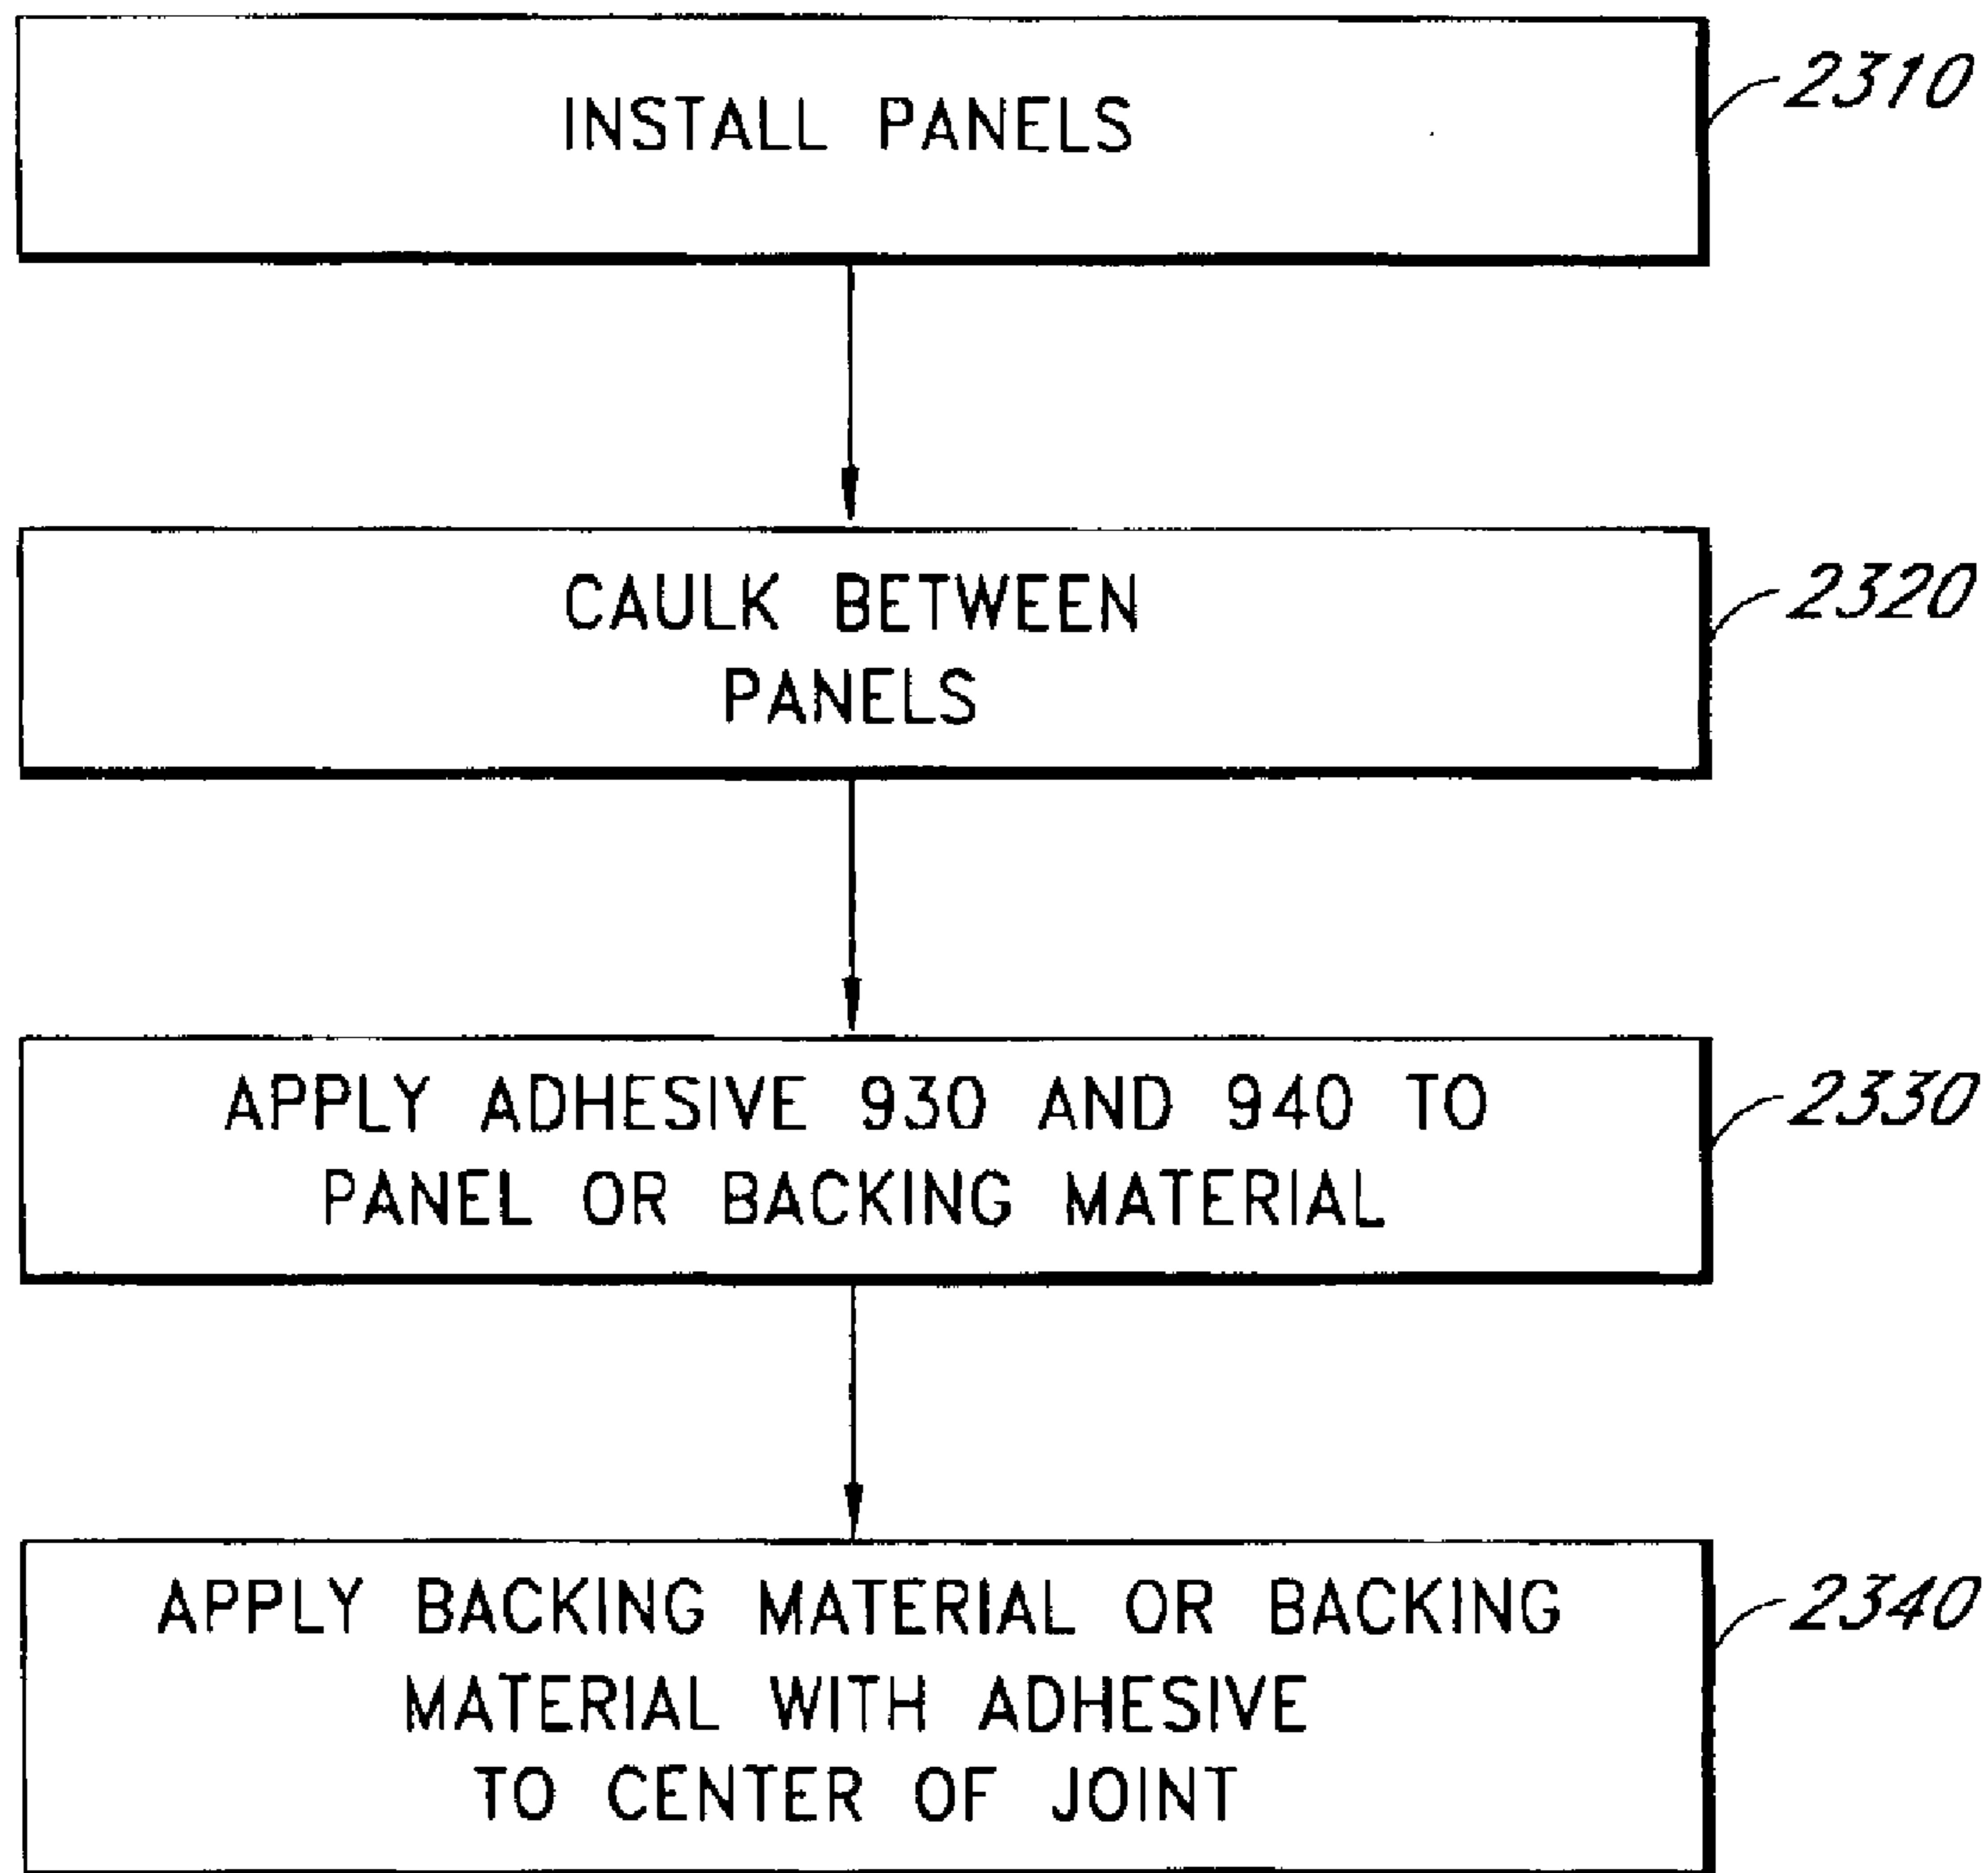 INSTALL PANELS
2310
CAULK BETWEEN
PANELS
2320
APPLY ADHESIVE 930 AND 940 TO
PANEL OR BACKING MATERIAL
2330
APPLY BACKING MATERIAL OR BACKING
MATERIAL WITH ADHESIVE
TO CENTER OF JOINT
2340